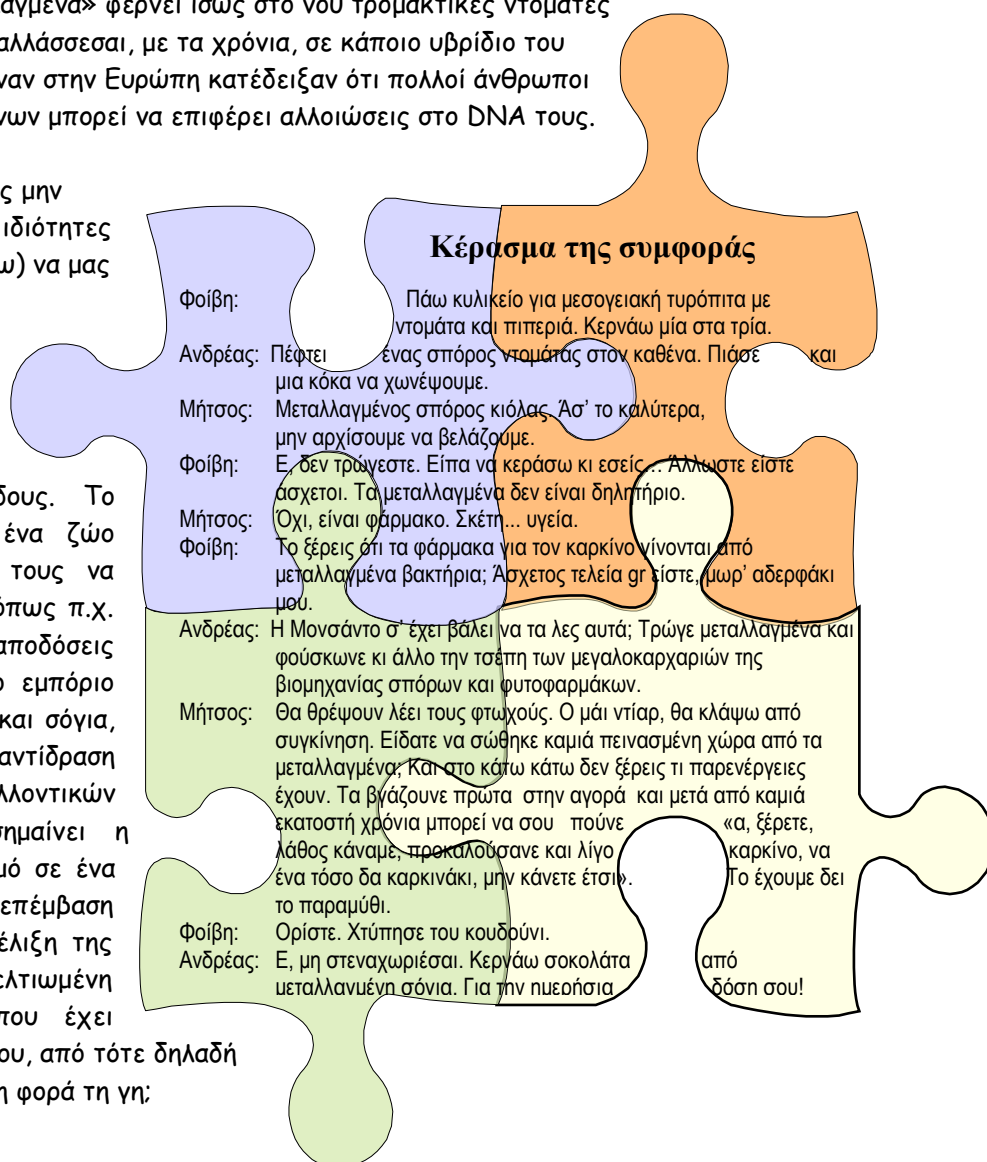 αγμένα» φέρνει ίσως στο νου τρομακτικές ντομάτες
αλλάσσεσαι, με τα χρόνια, σε κάποιο υβρίδιο του
ναν στην Ευρώπη κατέδειξαν ότι πολλοί άνθρωποι
νων μπορεί να επιφέρει αλλοιώσεις στο DNA τους.
ς μην
ιδιότητες
ω) να μας
δους. Το
ένα ζώο
τους να
όπως π.χ.
αποδόσεις
ο εμπόριο
και σόγια,
αντίδραση
λλοντικών
σημαίνει η
μό σε ένα
επέμβαση
έλιξη της
ελτιωμένη
που έχει
ου, από τότε δηλαδή
η φορά τη γη;
Κέρασμα της συμφοράς
Φοίβη: Πάω κυλικείο για μεσογειακή τυρόπιτα με
ντομάτα και πιπεριά. Κερνάω μία στα τρία.
Ανδρέας: Πέφτει ένας σπόρος ντομάτας στον καθένα. Πιάσε και
μια κόκα να χωνέψουμε.
Μήτσος: Μεταλλαγμένος σπόρος κιόλας. Άσ' το καλύτερα,
μην αρχίσουμε να βελάζουμε.
Φοίβη: Ε, δεν τρώγεστε. Είπα να κεράσω κι εσείς... Άλλωστε είστε
άσχετοι. Τα μεταλλαγμένα δεν είναι δηλητήριο.
Μήτσος: Όχι, είναι φάρμακο. Σκέτη... υγεία.
Φοίβη: Το ξέρεις ότι τα φάρμακα για τον καρκίνο γίνονται από
μεταλλαγμένα βακτήρια; Άσχετος τελεία gr είστε, μωρ' αδερφάκι
μου.
Ανδρέας: Η Μονσάντο σ' έχει βάλει να τα λες αυτά; Τρώγε μεταλλαγμένα και
φούσκωνε κι άλλο την τσέπη των μεγαλοκαρχαριών της
βιομηχανίας σπόρων και φυτοφαρμάκων.
Μήτσος: Θα θρέψουν λέει τους φτωχούς. Ο μάι ντίαρ, θα κλάψω από
συγκίνηση. Είδατε να σώθηκε καμιά πεινασμένη χώρα από τα
μεταλλαγμένα; Και στο κάτω κάτω δεν ξέρεις τι παρενέργειες
έχουν. Τα βγάζουνε πρώτα στην αγορά και μετά από καμιά
εκατοστή χρόνια μπορεί να σου πούνε «α, ξέρετε,
λάθος κάναμε, προκαλούσανε και λίγο καρκίνο, να
ένα τόσο δα καρκινάκι, μην κάνετε έτσι». Το έχουμε δει
το παραμύθι.
Φοίβη: Ορίστε. Χτύπησε του κουδούνι.
Ανδρέας: Ε, μη στεναχωριέσαι. Κερνάω σοκολάτα από
μεταλλαγμένη σόγια. Για την ημερήσια δόση σου!